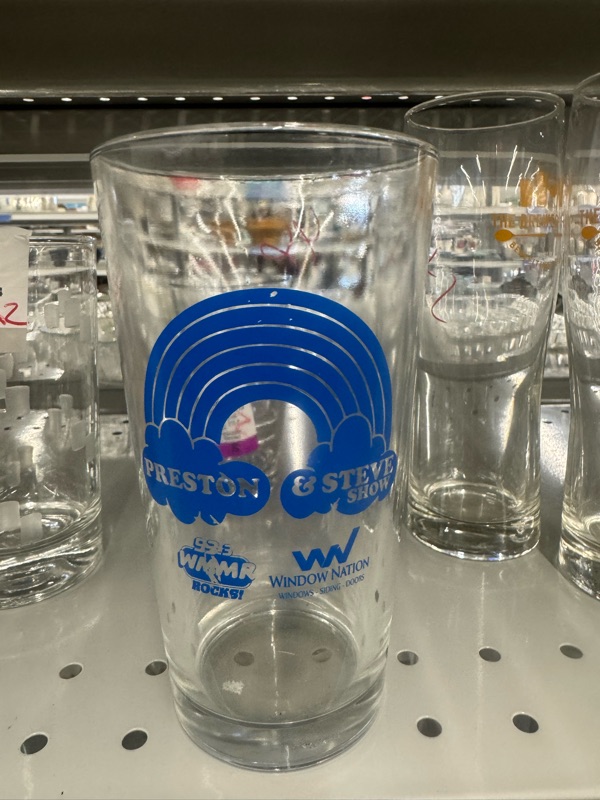 PRESTON & STEVE
SHOW
93.3
WMMR
ROCKS!
WINDOW NATION
WINDOWS - SIDING - DOORS